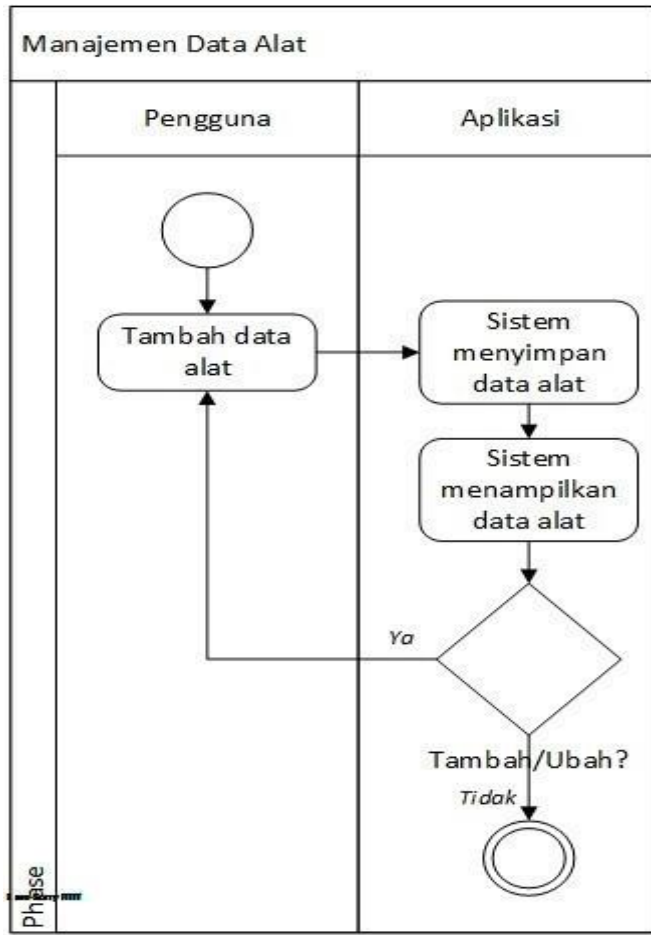 Manajemen Data Alat
Pengguna
Aplikasi
Tambah data
alat
Sistem
menyimpan
data alat
Sistem
menampilkan
data alat
Ya
Tambah/Ubah?
Tidak
Phase